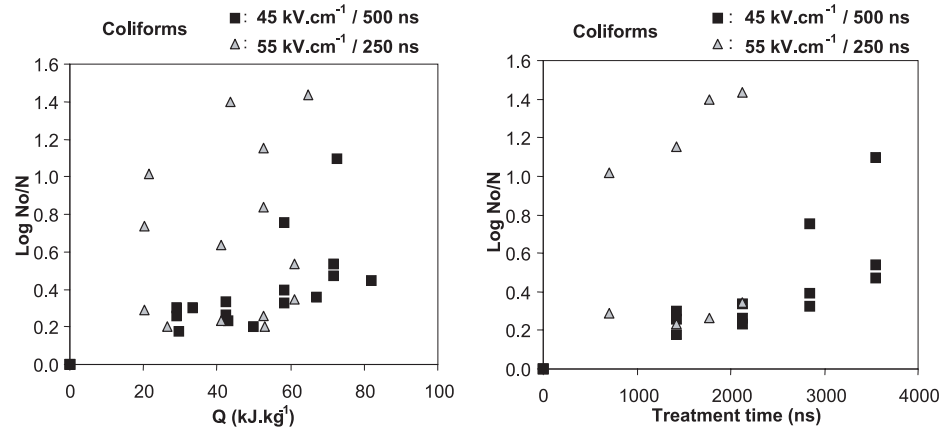 Coliforms
■: 45 kV.cm⁻¹ / 500 ns
△: 55 kV.cm⁻¹ / 250 ns
Log No/N
1.6
1.4
1.2
1.0
0.8
0.6
0.4
0.2
0.0
0 20 40 60 80 100
Q (kJ.kg⁻¹)
Coliforms
■: 45 kV.cm⁻¹ / 500 ns
△: 55 kV.cm⁻¹ / 250 ns
Log No/N
1.6
1.4
1.2
1.0
0.8
0.6
0.4
0.2
0.0
0 1000 2000 3000 4000
Treatment time (ns)